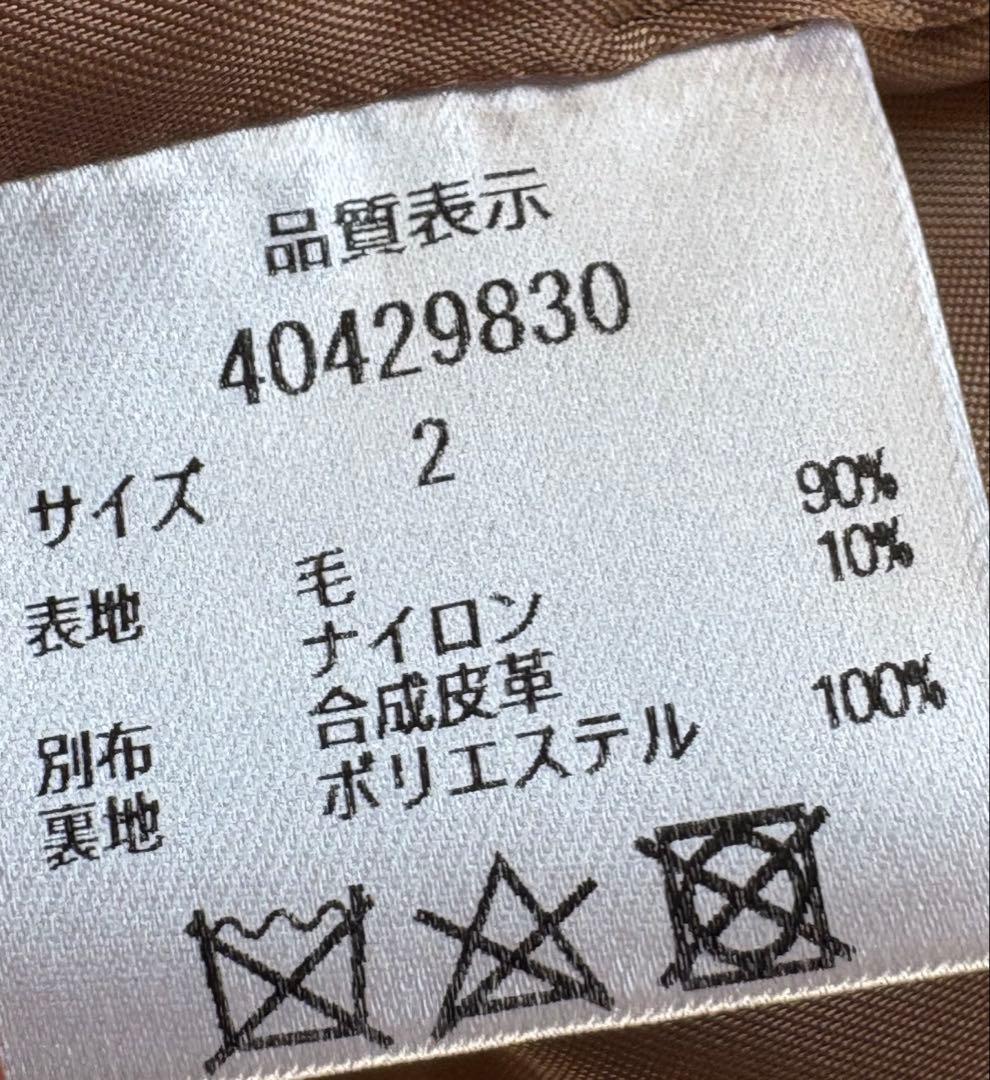 品質表示
40429830
サイズ 2
表地 毛 90%
ナイロン 10%
別布 合成皮革
裏地 ポリエステル 100%